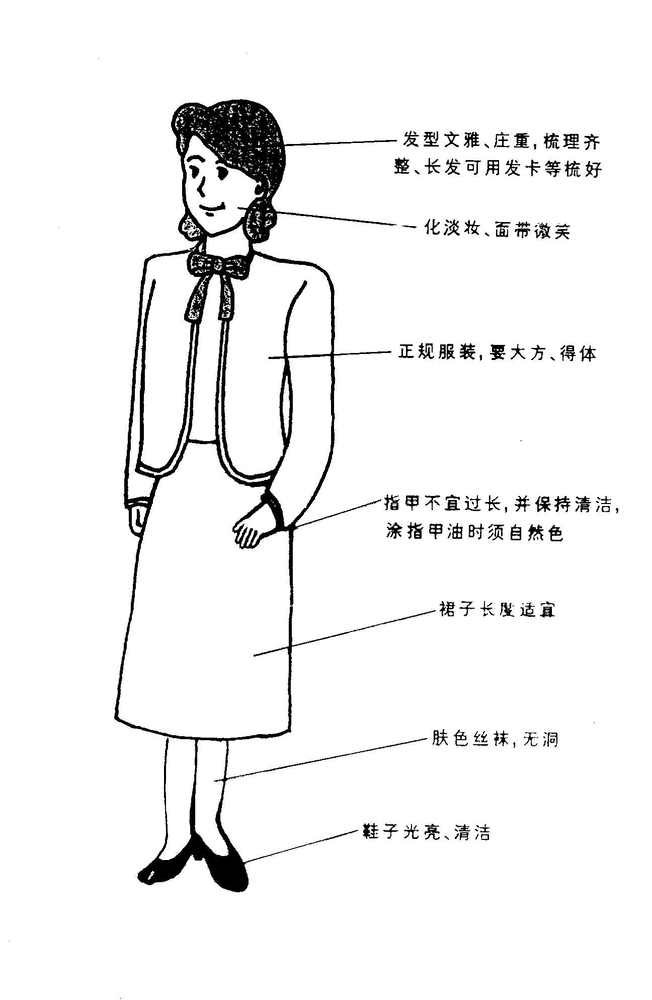 发型文雅、庄重，梳理齐
整、长发可用发卡等梳好
化淡妆、面带微笑
正规服装，要大方、得体
指甲不宜过长，并保持清洁，
涂指甲油时须自然色
裙子长度适宜
肤色丝袜，无洞
鞋子光亮、清洁